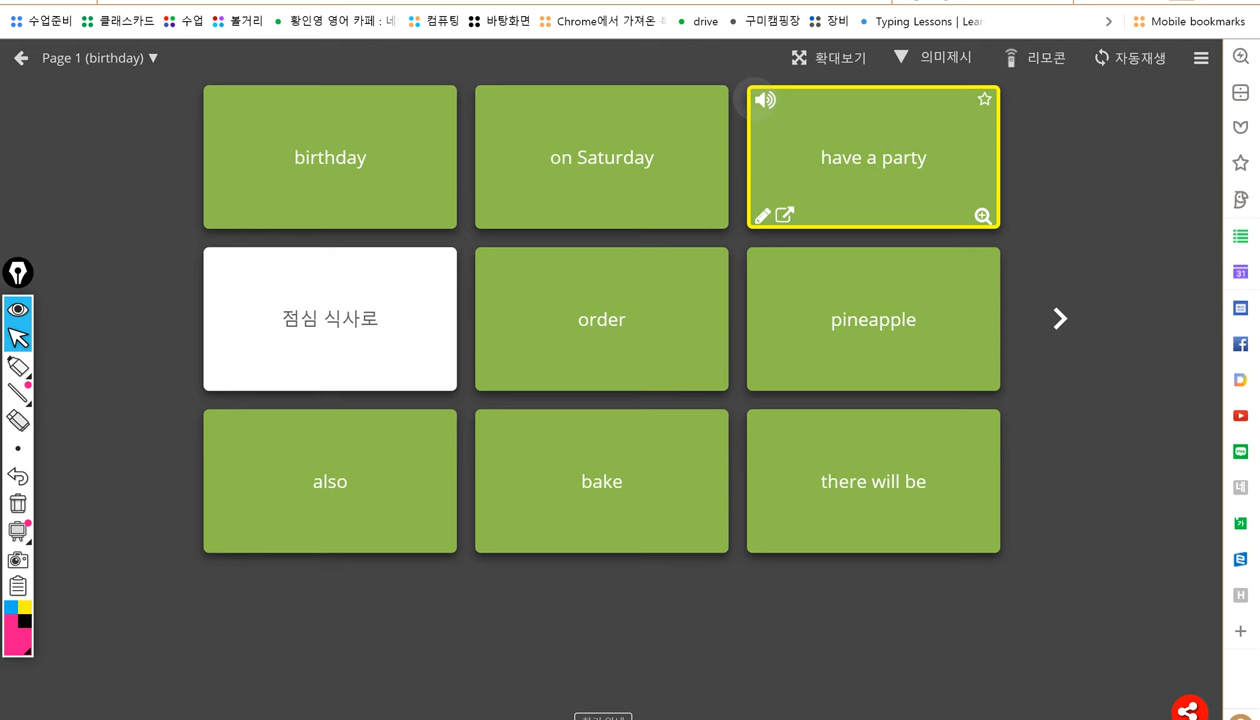 수업준비 클래스카드 수업 볼거리 황인영 영어 카페 : 네 컴퓨팅 바탕화면 Chrome에서 가져온 drive 구미캠핑장 장비 Typing Lessons | Lear Mobile bookmarks
Page 1 (birthday) ▼ 확대보기 ▼ 의미제시 리모콘 자동재생
birthday on Saturday have a party
점심 식사로 order pineapple
also bake there will be
31